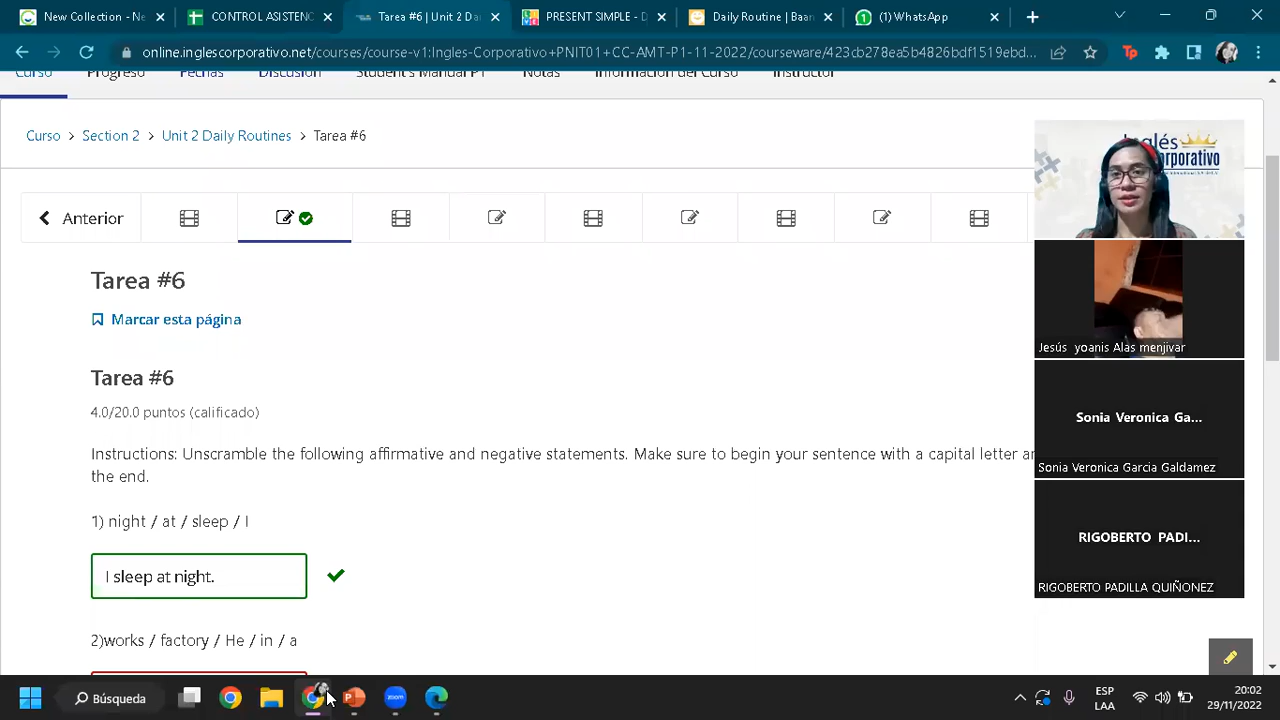 New Collection - Ne
CONTROL ASISTENC
Tarea #6 | Unit 2 Da
PRESENT SIMPLE - D
Daily Routine | Baan
(1) WhatsApp
online.inglescorporativo.net/courses/course-v1:Ingles-Corporativo+PNIT01+CC-AMT-P1-11-2022/courseware/423cb278ea5b4826bdf1519ebd...
Curso
Progreso
Fechas
Discusión
Student's Manual P1
Notas
Información del Curso
Instructor
Curso > Section 2 > Unit 2 Daily Routines > Tarea #6
Anterior
Tarea #6
Marcar esta página
Tarea #6
4.0/20.0 puntos (calificado)
Instructions: Unscramble the following affirmative and negative statements. Make sure to begin your sentence with a capital letter
the end.
1) night / at / sleep / I
I sleep at night.
2)works / factory / He / in / a
Inglés
Corporativo
Jesús yoanis Alas menjivar
Sonia Veronica Ga...
Sonia Veronica Garcia Galdamez
RIGOBERTO PADI...
RIGOBERTO PADILLA QUIÑONEZ
Búsqueda
zoom
ESP
LAA
20:02
29/11/2022